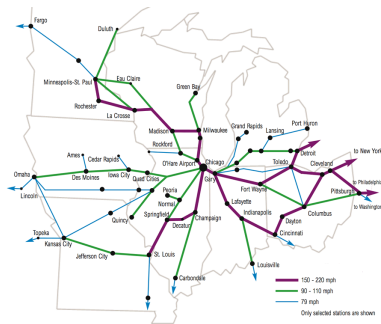 Fargo
Duluth
Minneapolis-St. Paul
Eau Claire
Green Bay
Rochester
La Crosse
Madison
Milwaukee
Grand Rapids
Lansing
Port Huron
Rockford
Detroit
to New York
O'Hare Airport
Chicago
Toledo
Cleveland
Ames
Cedar Rapids
Gary
to Philadelphia
Omaha
Iowa City
Quad Cities
Fort Wayne
Pittsburgh
Des Moines
Peoria
to Washington
Lincoln
Normal
Lafayette
Columbus
Quincy
Springfield
Champaign
Indianapolis
Dayton
Topeka
Decatur
Kansas City
Cincinnati
Jefferson City
St. Louis
Louisville
Carbondale
150 - 220 mph
90 - 110 mph
79 mph
Only selected stations are shown